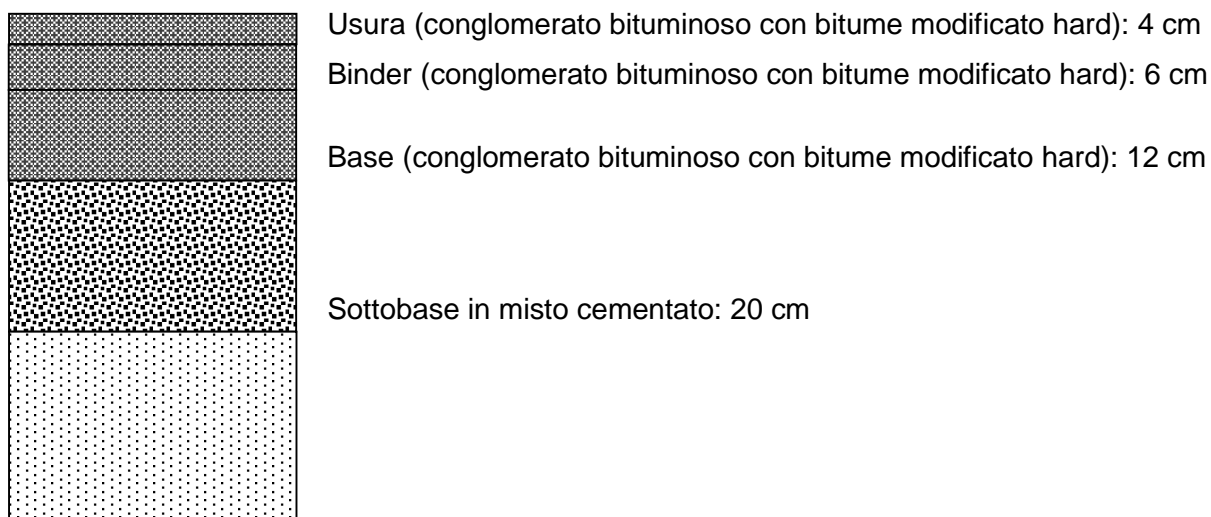 Usura (conglomerato bituminoso con bitume modificato hard): 4 cm
Binder (conglomerato bituminoso con bitume modificato hard): 6 cm
Base (conglomerato bituminoso con bitume modificato hard): 12 cm
Sottobase in misto cementato: 20 cm